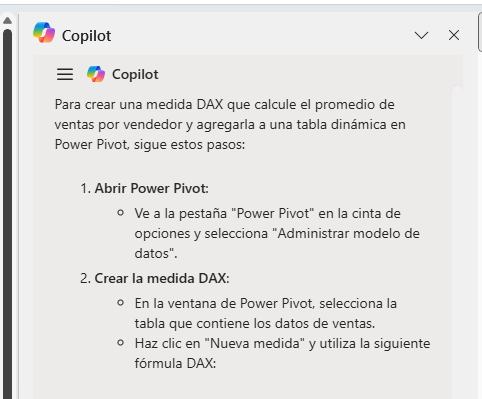 Copilot
Copilot
Para crear una medida DAX que calcule el promedio de
ventas por vendedor y agregarla a una tabla dinámica en
Power Pivot, sigue estos pasos:
1. Abrir Power Pivot:
Ve a la pestaña "Power Pivot" en la cinta de
opciones y selecciona "Administrar modelo de
datos".
2. Crear la medida DAX:
En la ventana de Power Pivot, selecciona la
tabla que contiene los datos de ventas.
Haz clic en "Nueva medida" y utiliza la siguiente
fórmula DAX: